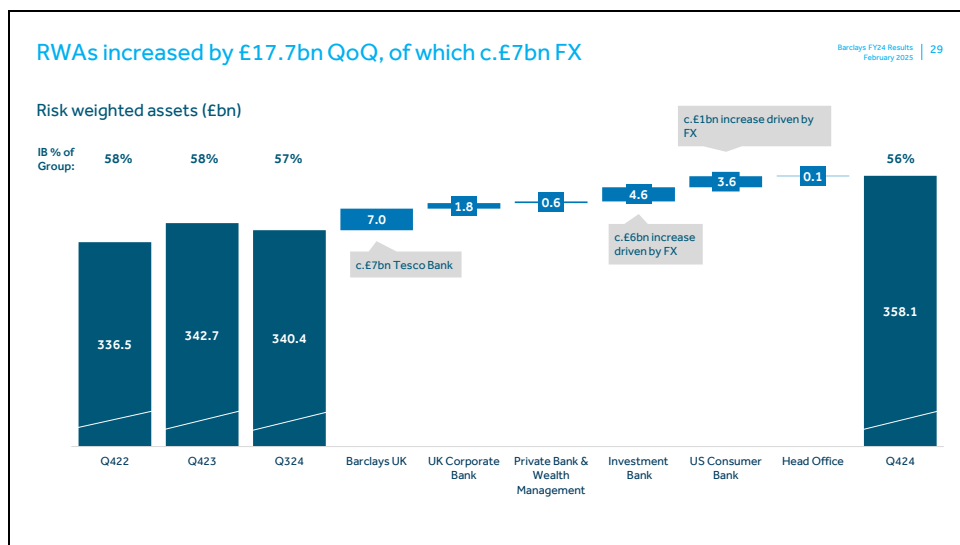 RWAs increased by £17.7bn QoQ, of which c.£7bn FX
Barclays FY24 Results
February 2025
29
Risk weighted assets (£bn)
IB % of
Group:
58%
58%
57%
56%
c.£1bn increase driven by
FX
7.0
1.8
0.6
4.6
3.6
0.1
c.£7bn Tesco Bank
c.£6bn increase
driven by FX
336.5
342.7
340.4
358.1
Q422
Q423
Q324
Barclays UK
UK Corporate
Bank
Private Bank &
Wealth
Management
Investment
Bank
US Consumer
Bank
Head Office
Q424